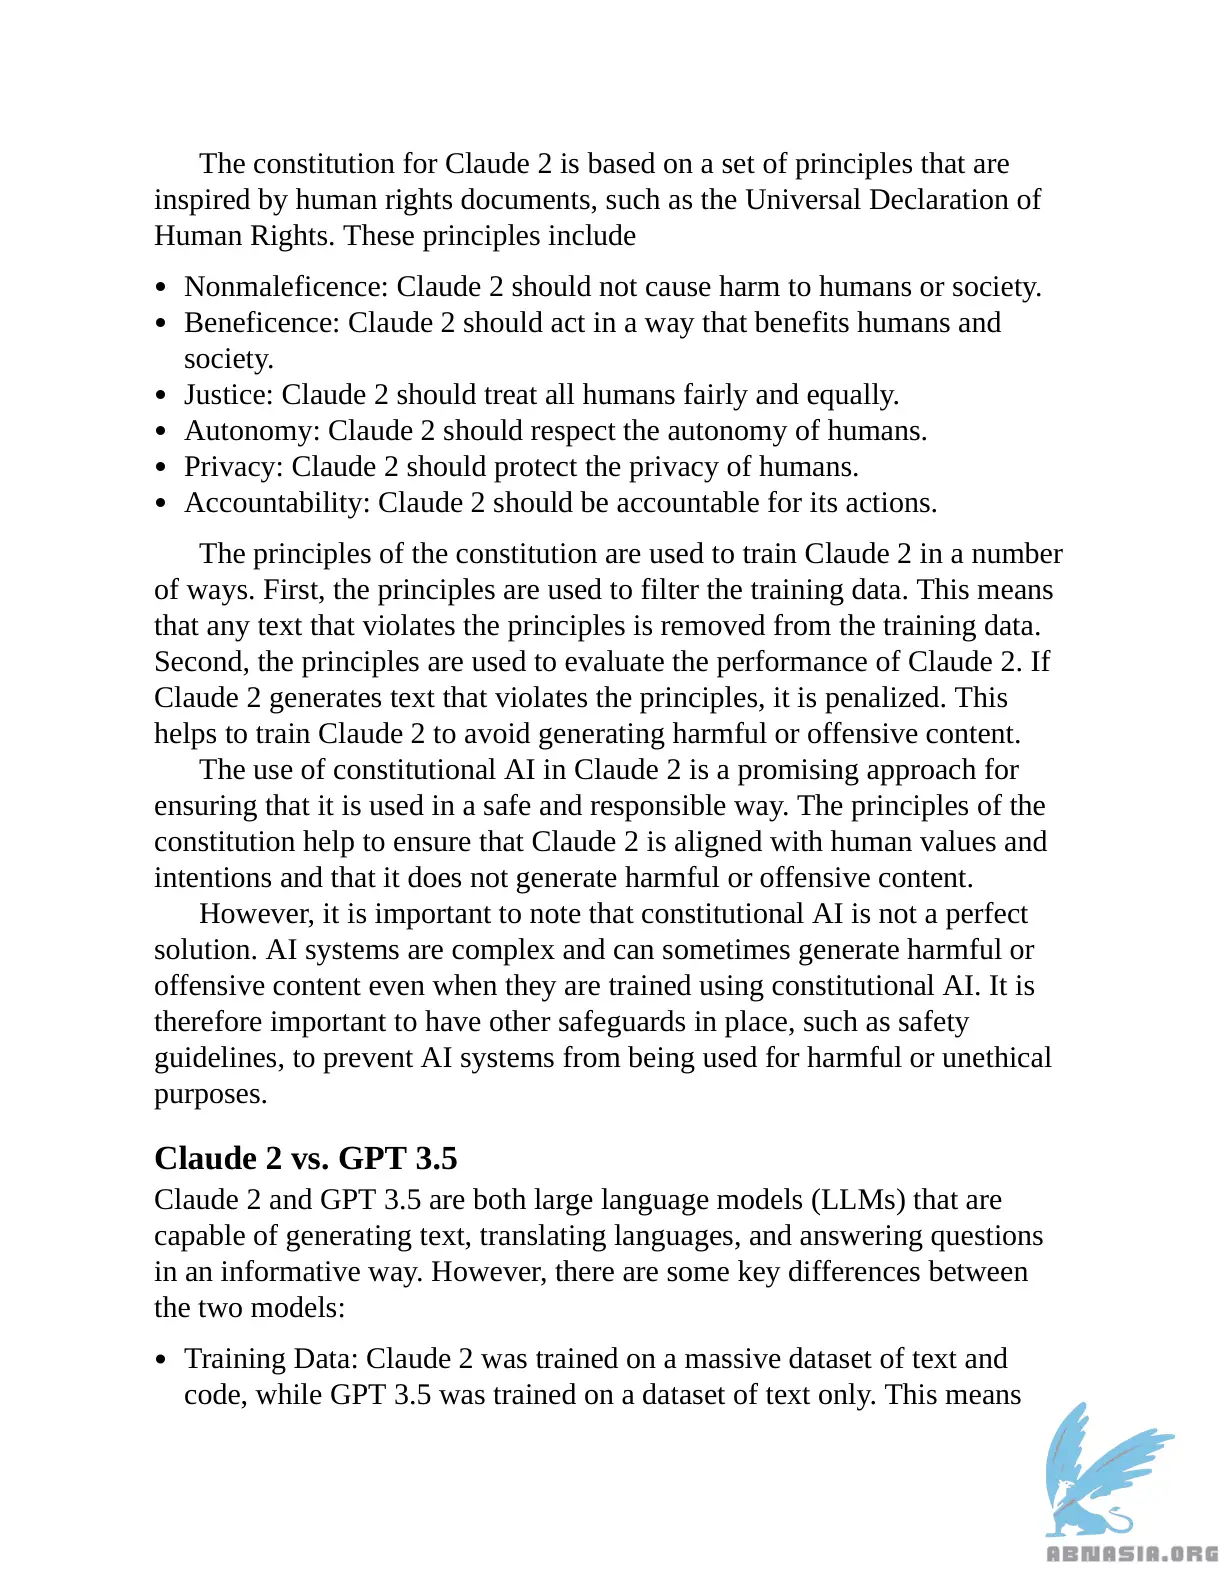 The constitution for Claude 2 is based on a set of principles that are
inspired by human rights documents, such as the Universal Declaration of
Human Rights. These principles include
• Nonmaleficence: Claude 2 should not cause harm to humans or society.
• Beneficence: Claude 2 should act in a way that benefits humans and
society.
• Justice: Claude 2 should treat all humans fairly and equally.
• Autonomy: Claude 2 should respect the autonomy of humans.
• Privacy: Claude 2 should protect the privacy of humans.
• Accountability: Claude 2 should be accountable for its actions.
The principles of the constitution are used to train Claude 2 in a number
of ways. First, the principles are used to filter the training data. This means
that any text that violates the principles is removed from the training data.
Second, the principles are used to evaluate the performance of Claude 2. If
Claude 2 generates text that violates the principles, it is penalized. This
helps to train Claude 2 to avoid generating harmful or offensive content.
The use of constitutional AI in Claude 2 is a promising approach for
ensuring that it is used in a safe and responsible way. The principles of the
constitution help to ensure that Claude 2 is aligned with human values and
intentions and that it does not generate harmful or offensive content.
However, it is important to note that constitutional AI is not a perfect
solution. AI systems are complex and can sometimes generate harmful or
offensive content even when they are trained using constitutional AI. It is
therefore important to have other safeguards in place, such as safety
guidelines, to prevent AI systems from being used for harmful or unethical
purposes.
Claude 2 vs. GPT 3.5
Claude 2 and GPT 3.5 are both large language models (LLMs) that are
capable of generating text, translating languages, and answering questions
in an informative way. However, there are some key differences between
the two models:
• Training Data: Claude 2 was trained on a massive dataset of text and
code, while GPT 3.5 was trained on a dataset of text only. This means
ABNASIA.ORG